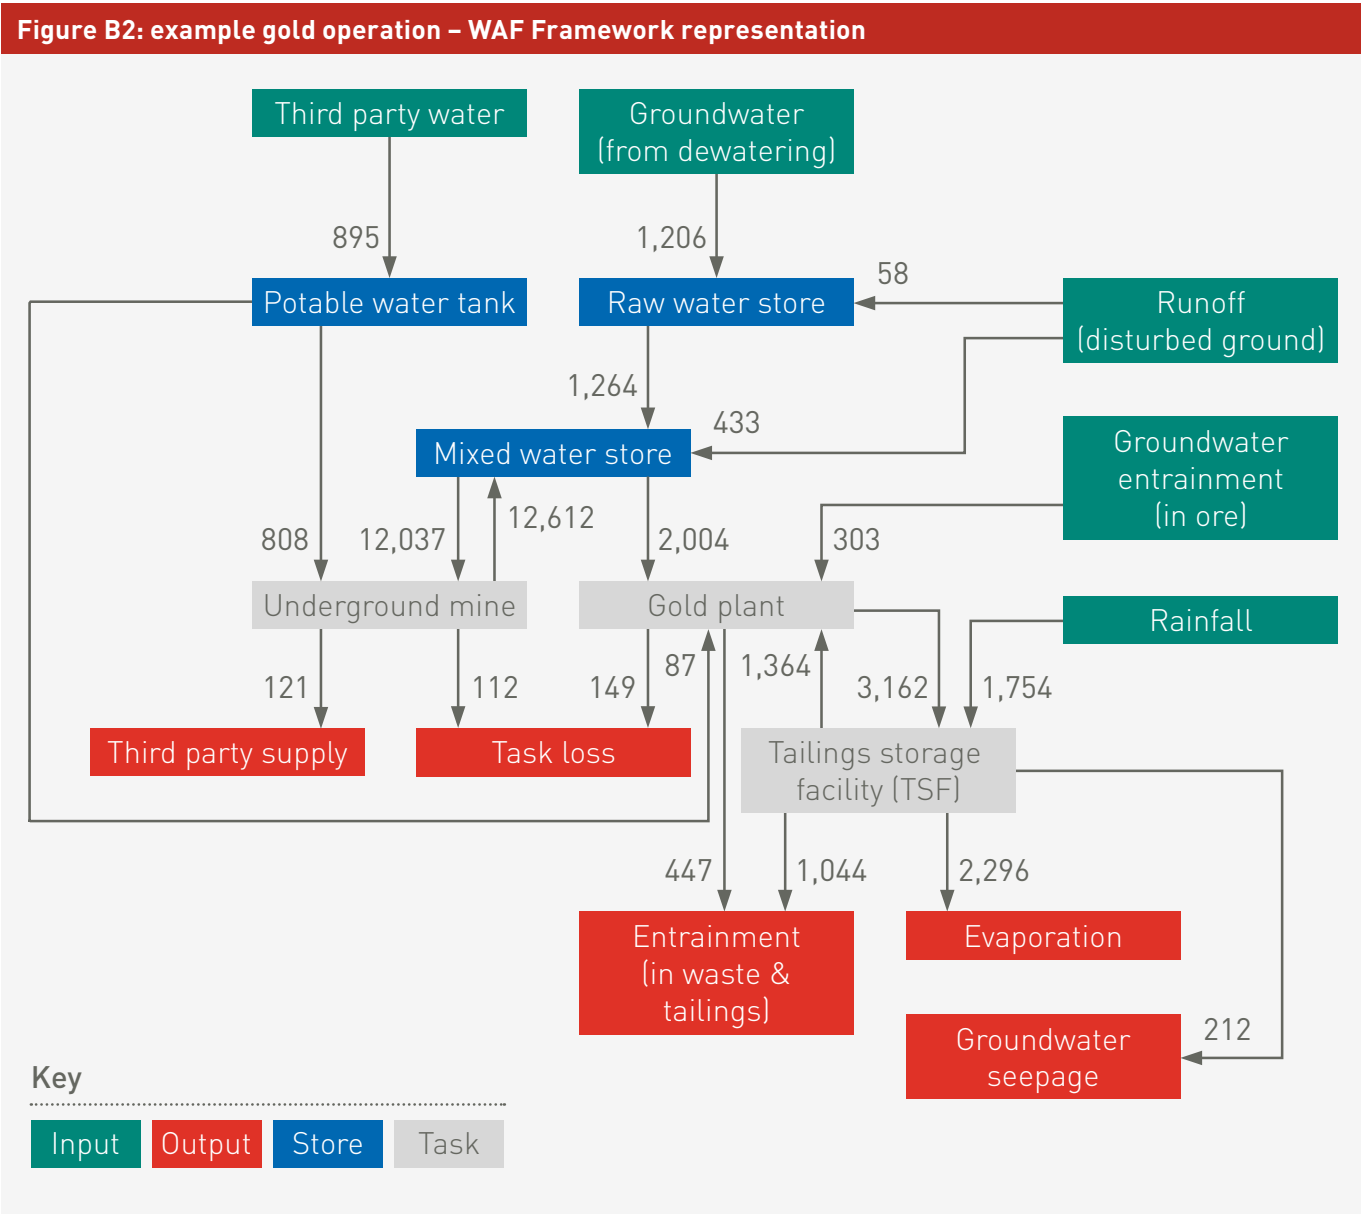 Figure B2: example gold operation – WAF Framework representation
Third party water
Groundwater
(from dewatering)
895
1,206
58
Potable water tank
Raw water store
Runoff
(disturbed ground)
1,264
433
Mixed water store
Groundwater
entrainment
(in ore)
12,612
808
12,037
2,004
303
Underground mine
Gold plant
Rainfall
87
1,364
121
112
149
3,162
1,754
Third party supply
Task loss
Tailings storage
facility (TSF)
447
1,044
2,296
Entrainment
(in waste &
tailings)
Evaporation
212
Groundwater
seepage
Key
Input
Output
Store
Task